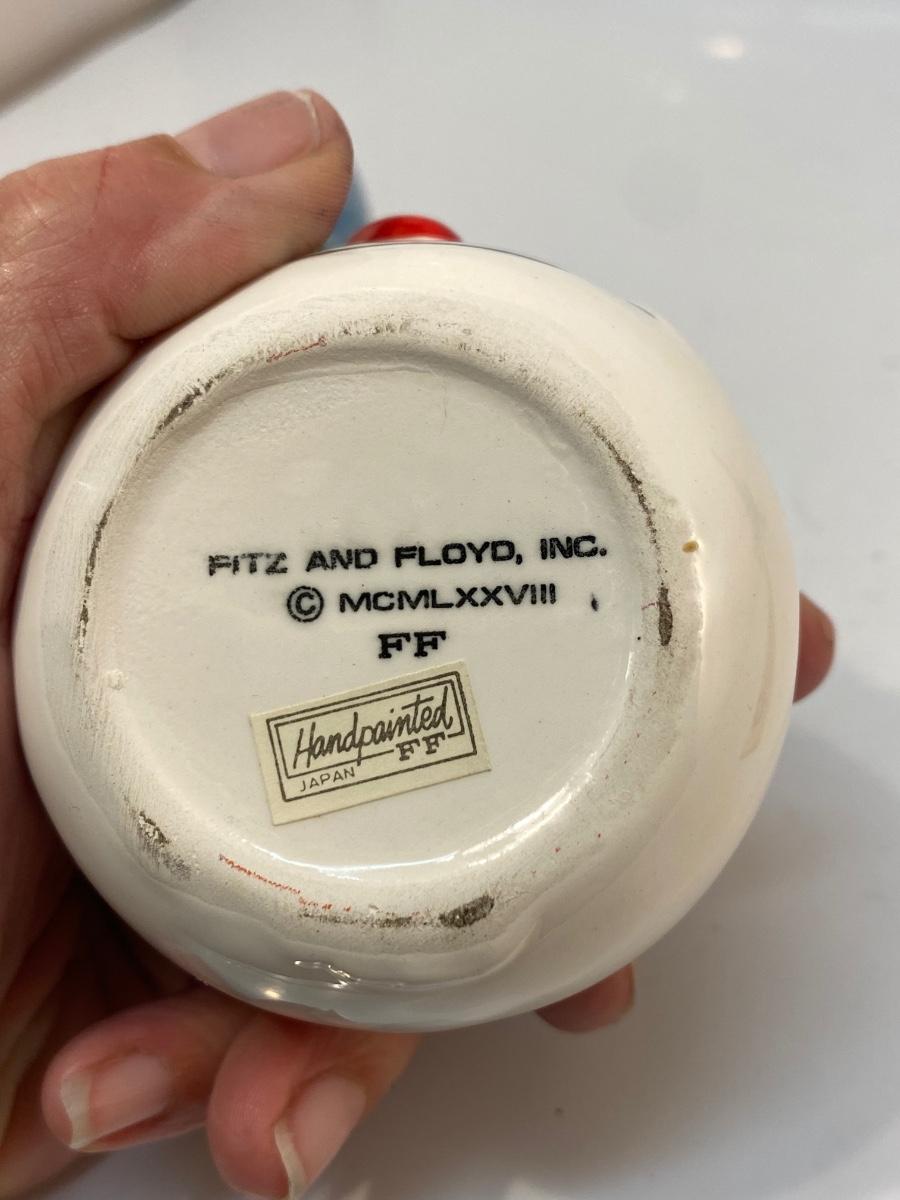 FITZ AND FLOYD, INC.
© MCMLXXVIII
FF
Handpainted
FF
JAPAN